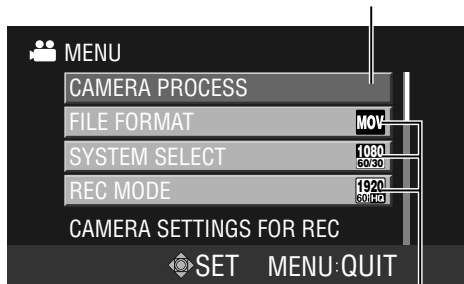 MENU
CAMERA PROCESS
FILE FORMAT MOV
SYSTEM SELECT 1080 60/30
REC MODE 1920 60/HQ
CAMERA SETTINGS FOR REC
SET MENU:QUIT